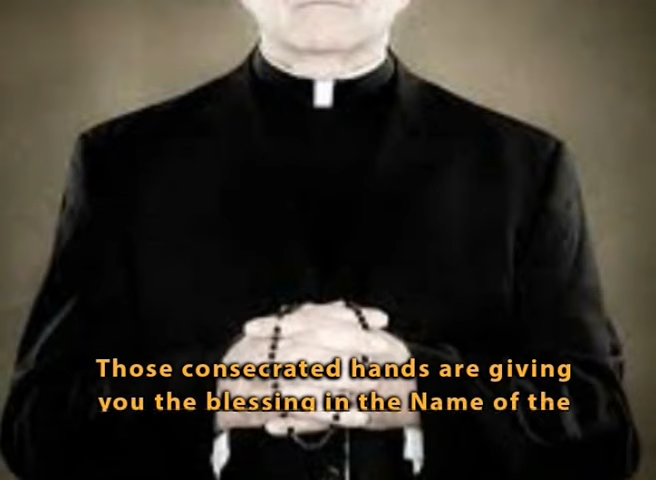 Those consecrated hands are giving
you the blessing in the Name of the